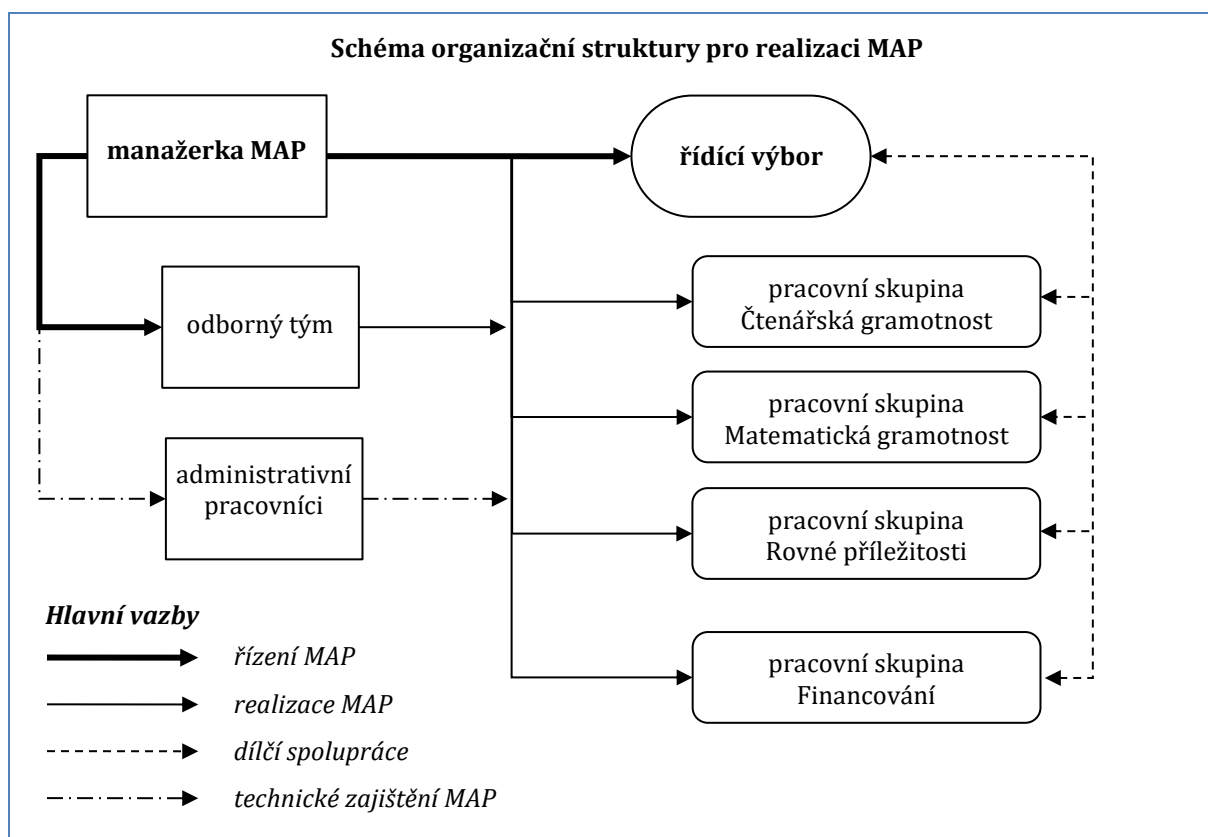 Schéma organizační struktury pro realizaci MAP
manažerka MAP
řídící výbor
odborný tým
pracovní skupina
Čtenářská gramotnost
pracovní skupina
Matematická gramotnost
administrativní
pracovníci
pracovní skupina
Rovné příležitosti
pracovní skupina
Financování
Hlavní vazby
řízení MAP
realizace MAP
dílčí spolupráce
technické zajištění MAP